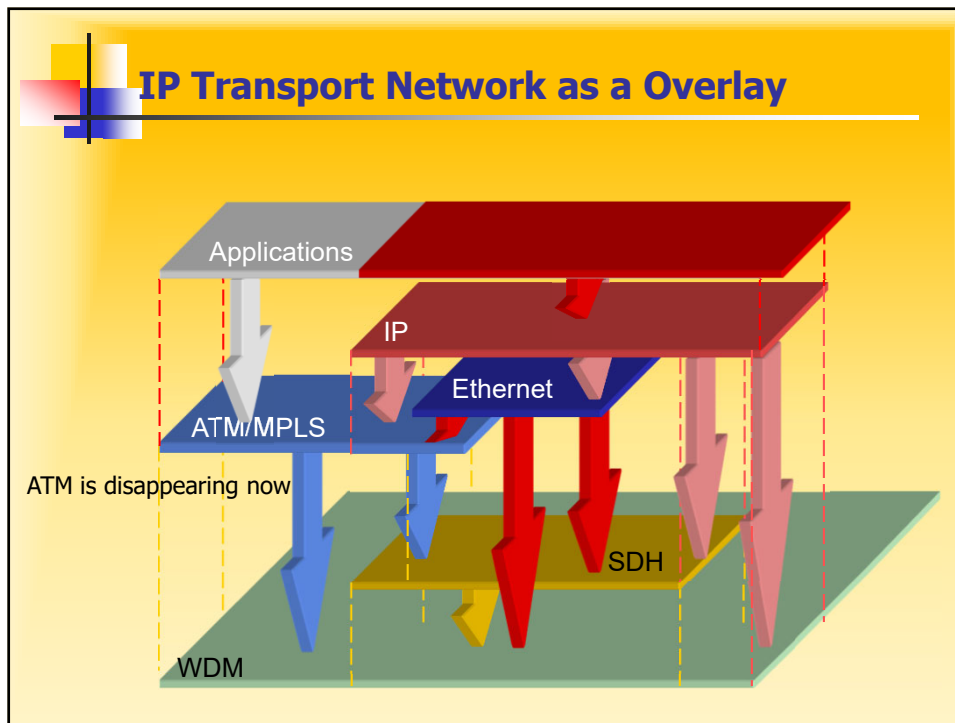 IP Transport Network as a Overlay
Applications
IP
Ethernet
ATM/MPLS
ATM is disappearing now
SDH
WDM